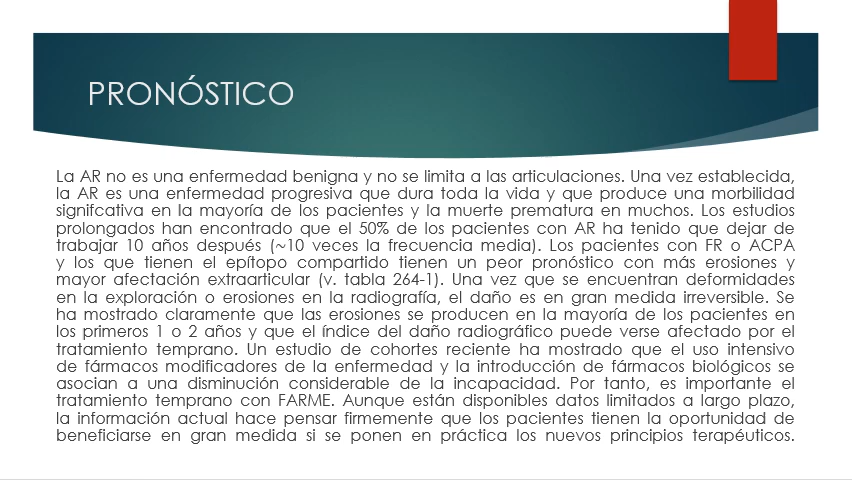 PRONÓSTICO
La AR no es una enfermedad benigna y no se limita a las articulaciones. Una vez establecida,
la AR es una enfermedad progresiva que dura toda la vida y que produce una morbilidad
signifcativa en la mayoría de los pacientes y la muerte prematura en muchos. Los estudios
prolongados han encontrado que el 50% de los pacientes con AR ha tenido que dejar de
trabajar 10 años después (~10 veces la frecuencia media). Los pacientes con FR o ACPA
y los que tienen el epítopo compartido tienen un peor pronóstico con más erosiones y
mayor afectación extraarticular (v. tabla 264-1). Una vez que se encuentran deformidades
en la exploración o erosiones en la radiografía, el daño es en gran medida irreversible. Se
ha mostrado claramente que las erosiones se producen en la mayoría de los pacientes en
los primeros 1 o 2 años y que el índice del daño radiográfico puede verse afectado por el
tratamiento temprano. Un estudio de cohortes reciente ha mostrado que el uso intensivo
de fármacos modificadores de la enfermedad y la introducción de fármacos biológicos se
asocian a una disminución considerable de la incapacidad. Por tanto, es importante el
tratamiento temprano con FARME. Aunque están disponibles datos limitados a largo plazo,
la información actual hace pensar firmemente que los pacientes tienen la oportunidad de
beneficiarse en gran medida si se ponen en práctica los nuevos principios terapéuticos.